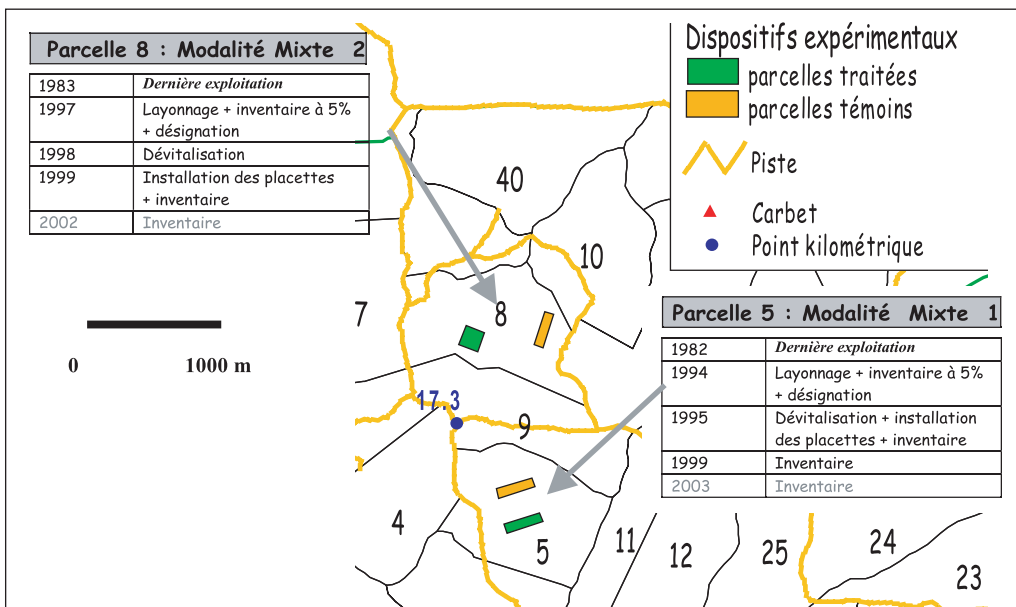 Parcelle 8 : Modalité Mixte 2
1983 Dernière exploitation
1997 Layonnage + inventaire à 5%
+ désignation
1998 Dévitalisation
1999 Installation des placettes
+ inventaire
2002 Inventaire
Dispositifs expérimentaux
parcelles traitées
parcelles témoins
Piste
Carbet
Point kilométrique
40
10
7
8
0 1000 m
17.3
9
Parcelle 5 : Modalité Mixte 1
1982 Dernière exploitation
1994 Layonnage + inventaire à 5%
+ désignation
1995 Dévitalisation + installation
des placettes + inventaire
1999 Inventaire
2003 Inventaire
4
5
11
12
25
24
23